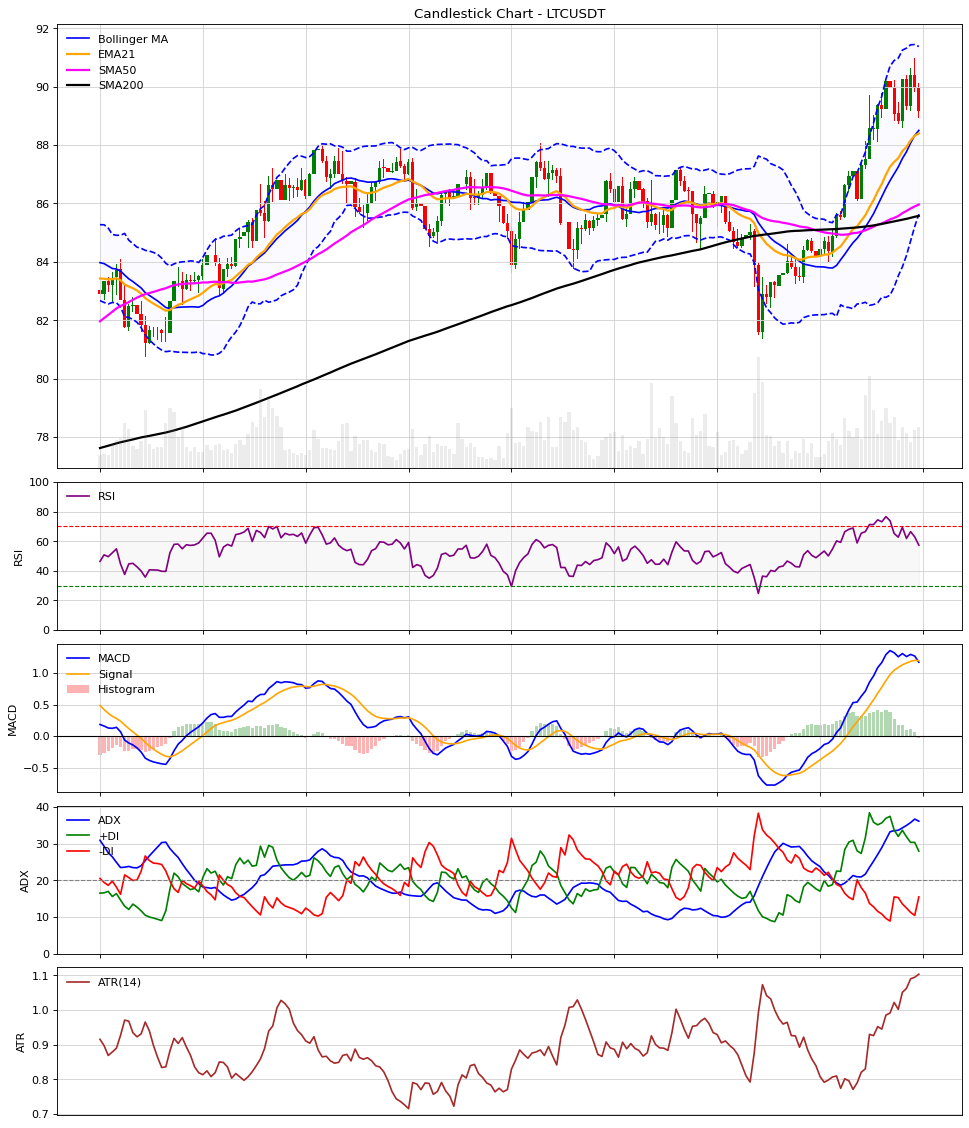 Candlestick Chart - LTCUSDT
92
90
88
86
84
82
80
78
Bollinger MA
EMA21
SMA50
SMA200
100
80
60
40
20
0
RSI
RSI
1.0
0.5
0.0
−0.5
MACD
MACD
Signal
Histogram
40
30
20
10
0
ADX
ADX
+DI
-DI
1.1
1.0
0.9
0.8
0.7
ATR
ATR(14)